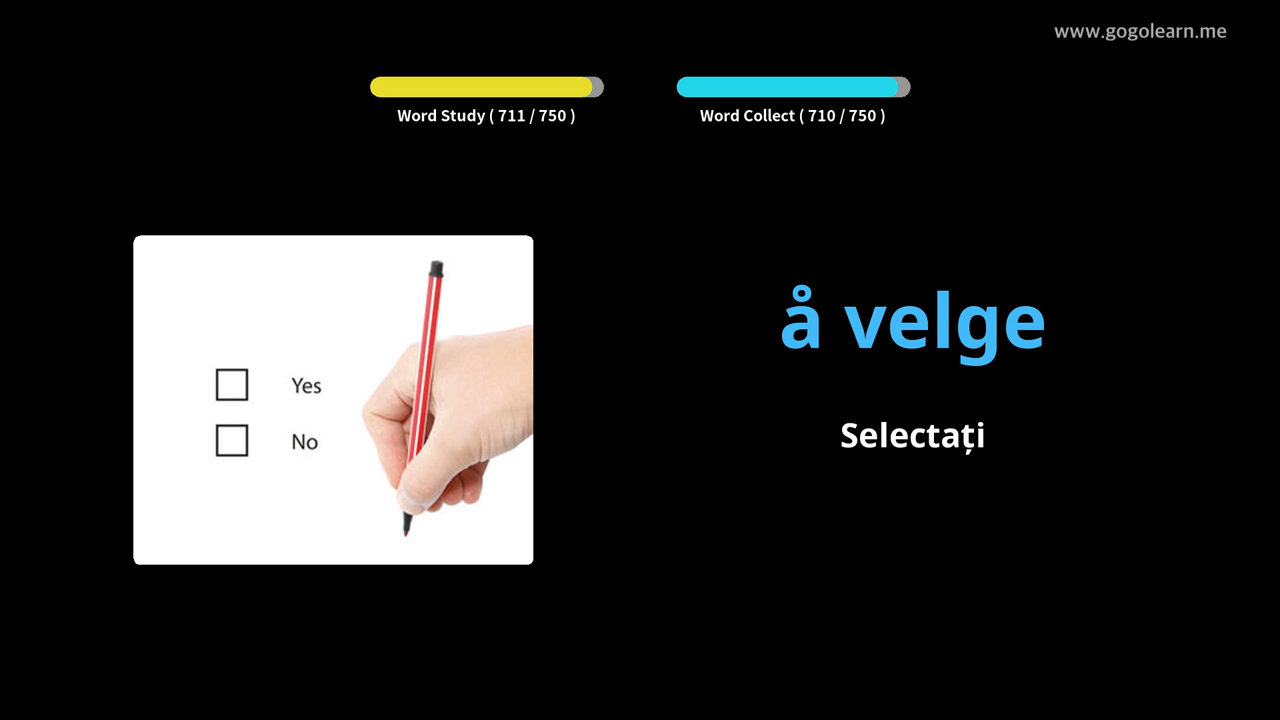 www.gogolearn.me
Word Study ( 711 / 750 )
Word Collect ( 710 / 750 )
Yes
No
å velge
Selectați